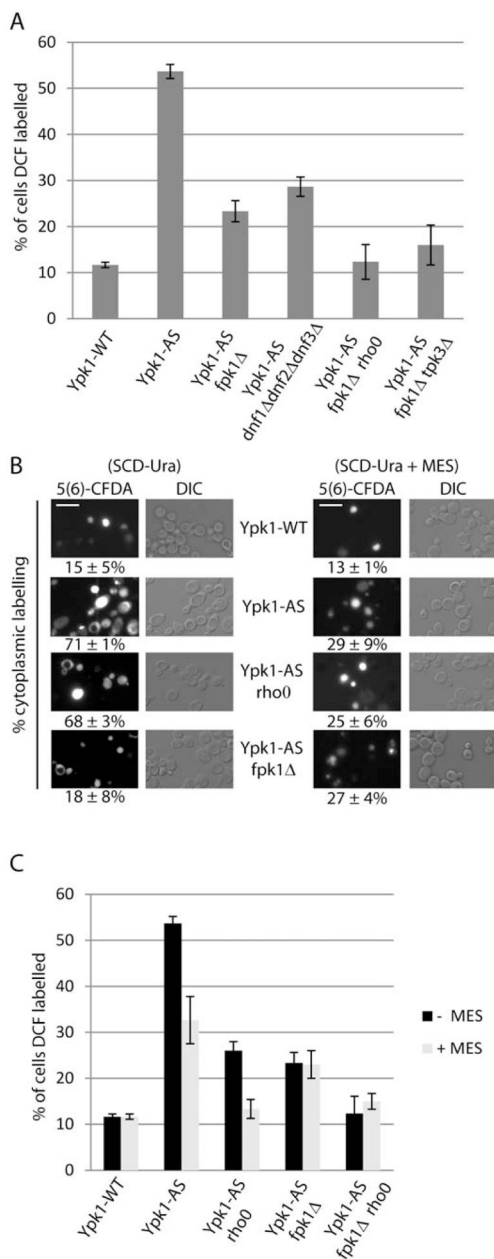 A
% of cells DCF labelled
60
50
40
30
20
10
0
Ypk1-WT
Ypk1-AS
Ypk1-AS
fpk1Δ
Ypk1-AS
dnf1Δdnf2Δdnf3Δ
Ypk1-AS
fpk1Δ rho0
Ypk1-AS
fpk1Δ tpk3Δ
B
(SCD-Ura)
(SCD-Ura + MES)
5(6)-CFDA
DIC
5(6)-CFDA
DIC
% cytoplasmic labelling
Ypk1-WT
15 ± 5%
13 ± 1%
Ypk1-AS
71 ± 1%
29 ± 9%
Ypk1-AS
rho0
68 ± 3%
25 ± 6%
Ypk1-AS
fpk1Δ
18 ± 8%
27 ± 4%
C
% of cells DCF labelled
60
50
40
30
20
10
0
Ypk1-WT
Ypk1-AS
Ypk1-AS
rho0
Ypk1-AS
fpk1Δ
Ypk1-AS
fpk1Δ rho0
- MES
+ MES